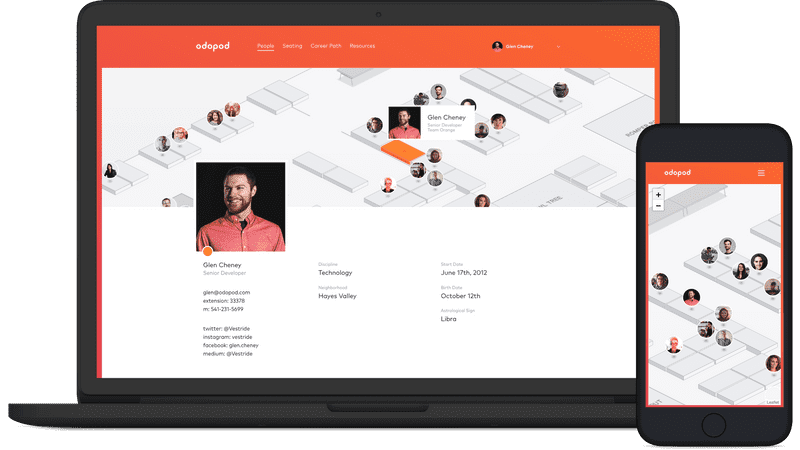 odopod
People Seating Career Path Resources
Glen Cheney
Glen Cheney
Senior Developer
Team Orange
Glen Cheney
Senior Developer
glen@odopod.com
extension: 33378
m: 541-231-5699
twitter: @Vestride
instagram: vestride
facebook: glen.cheney
medium: @Vestride
Discipline
Technology
Neighborhood
Hayes Valley
Start Date
June 17th, 2012
Birth Date
October 12th
Astrological Sign
Libra
odopod
+
−
Leaflet